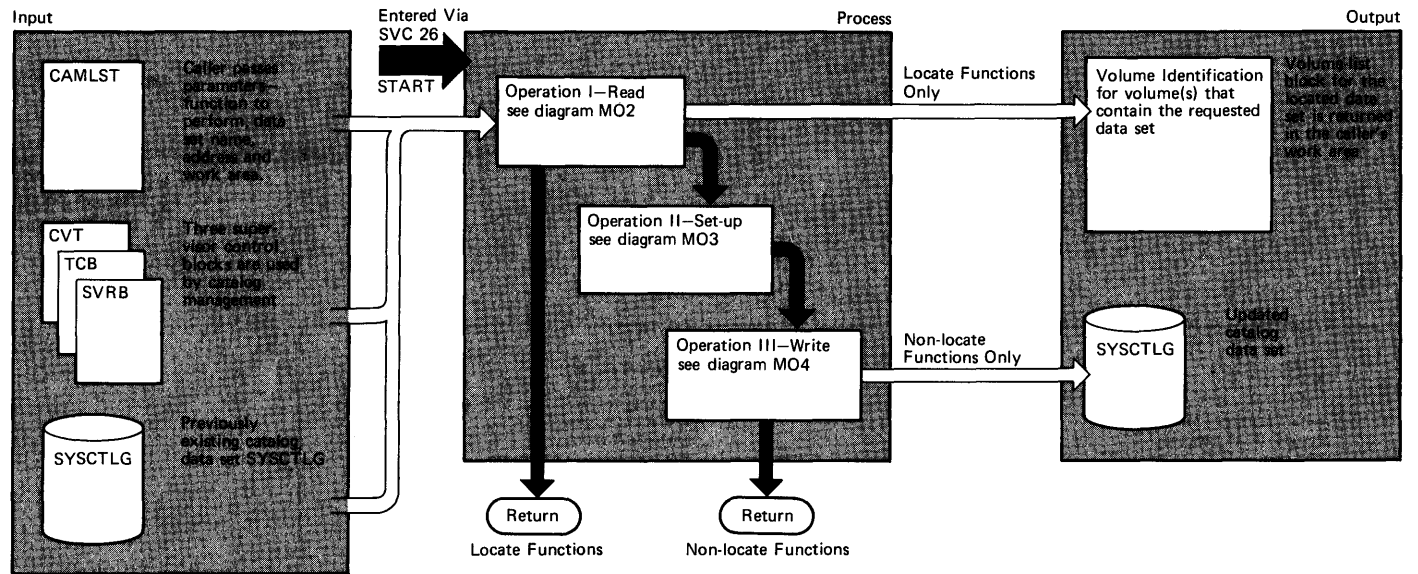 Input
CAMLST
Caller passes
parameters—
function to
perform, data
set name,
address and
work area.
CVT
TCB
SVRB
Three super-
visor control
blocks are used
by catalog
management
SYSCTLG
Previously
existing catalog
data set SYSCTLG
Entered Via
SVC 26
START
Process
Operation I—Read
see diagram MO2
Operation II—Set-up
see diagram MO3
Operation III—Write
see diagram MO4
Return
Locate Functions
Return
Non-locate Functions
Locate Functions
Only
Non-locate
Functions Only
Output
Volume Identification
for volume(s) that
contain the requested
data set
Volume list
block for the
located data
set is returned
in the caller's
work area
SYSCTLG
Updated
catalog
data set